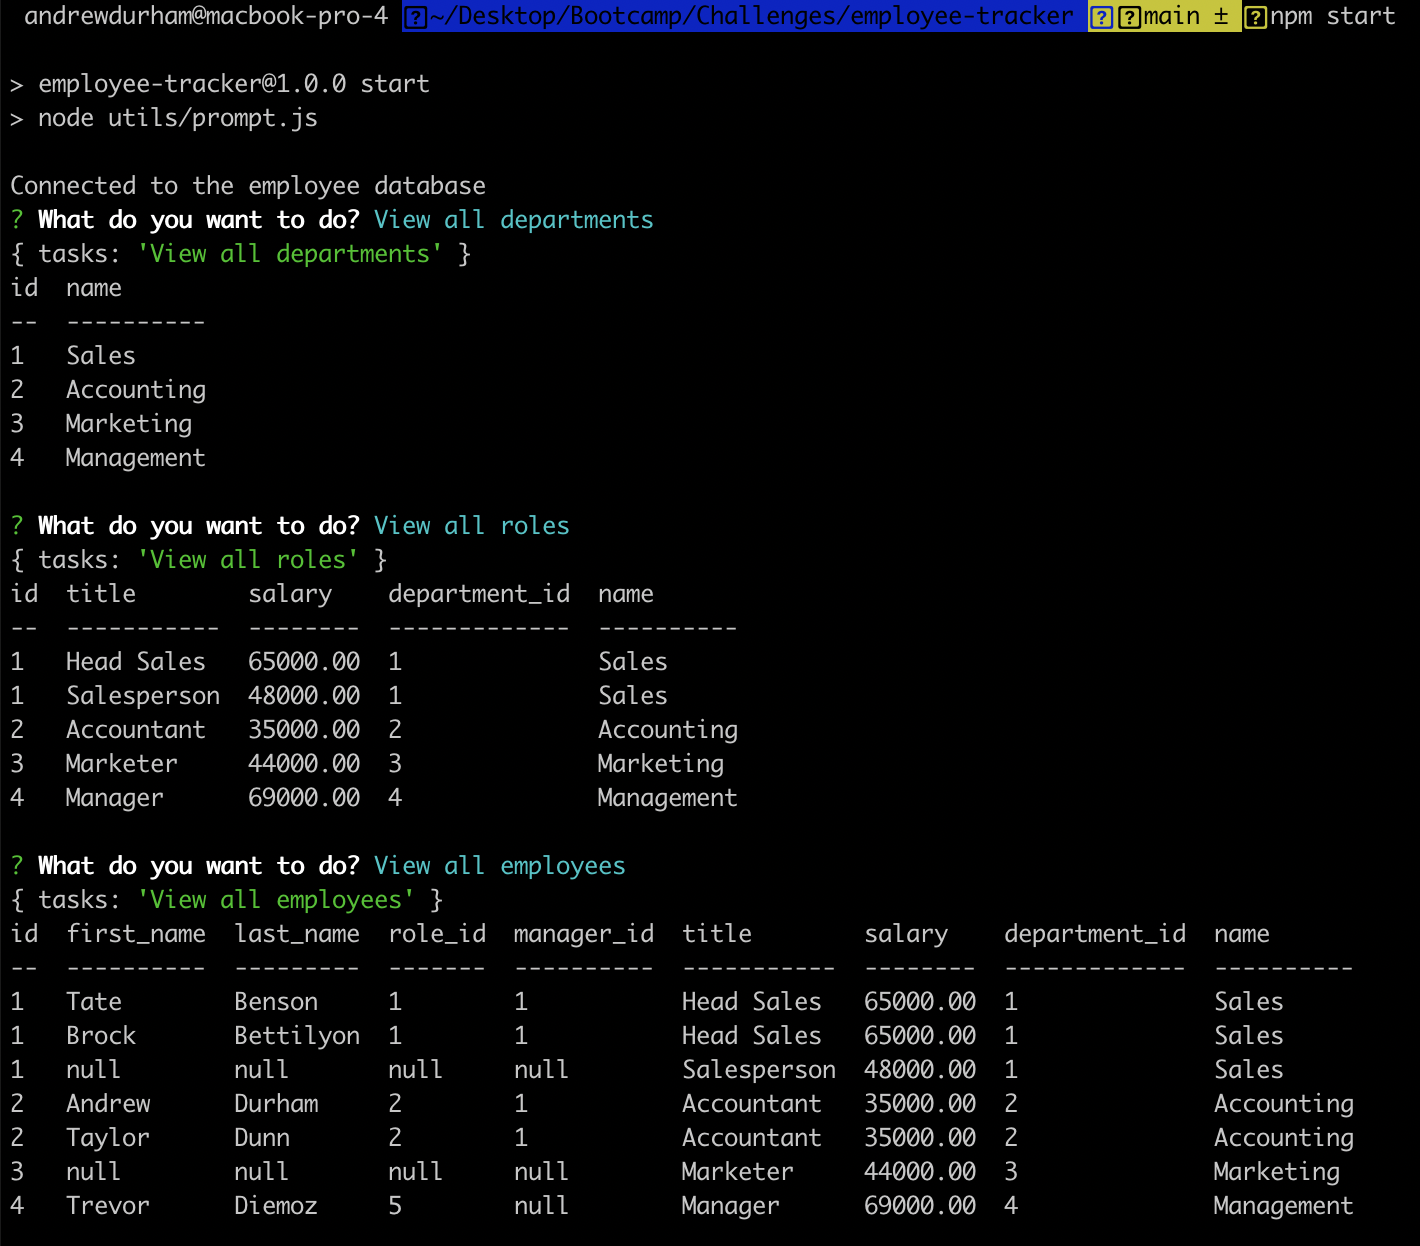 andrewdurham@macbook-pro-4 ~/Desktop/Bootcamp/Challenges/employee-tracker main ± npm start
> employee-tracker@1.0.0 start
> node utils/prompt.js
Connected to the employee database
? What do you want to do? View all departments
{ tasks: 'View all departments' }
id  name
--  ----------
1   Sales
2   Accounting
3   Marketing
4   Management
? What do you want to do? View all roles
{ tasks: 'View all roles' }
id  title        salary    department_id  name
--  -----------  --------  -------------  ----------
1   Head Sales   65000.00  1              Sales
1   Salesperson  48000.00  1              Sales
2   Accountant   35000.00  2              Accounting
3   Marketer     44000.00  3              Marketing
4   Manager      69000.00  4              Management
? What do you want to do? View all employees
{ tasks: 'View all employees' }
id  first_name  last_name  role_id  manager_id  title        salary    department_id  name
--  ----------  ---------  -------  ----------  -----------  --------  -------------  ----------
1   Tate        Benson     1        1           Head Sales   65000.00  1              Sales
1   Brock       Bettilyon  1        1           Head Sales   65000.00  1              Sales
1   null        null       null     null        Salesperson  48000.00  1              Sales
2   Andrew      Durham     2        1           Accountant   35000.00  2              Accounting
2   Taylor      Dunn       2        1           Accountant   35000.00  2              Accounting
3   null        null       null     null        Marketer     44000.00  3              Marketing
4   Trevor      Diemoz     5        null        Manager      69000.00  4              Management